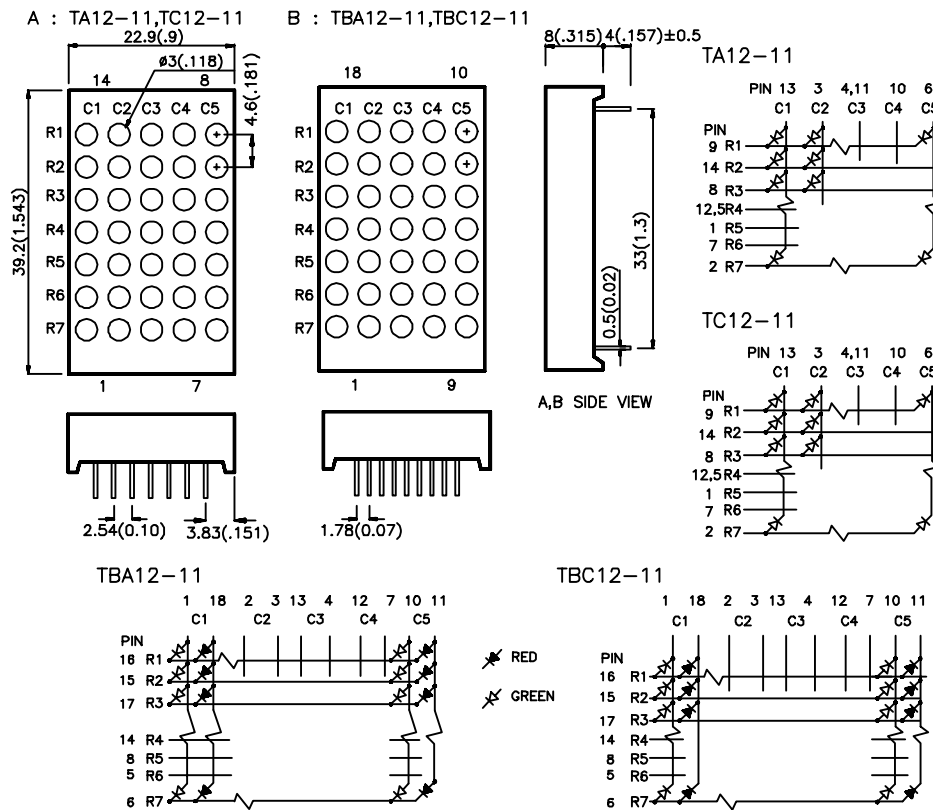 A : TA12-11,TC12-11
B : TBA12-11,TBC12-11
22.9(.9)
ø3(.118)
14 8
4.6(.181)
39.2(1.543)
C1 C2 C3 C4 C5
R1
R2
R3
R4
R5
R6
R7
1 7
18 10
C1 C2 C3 C4 C5
R1
R2
R3
R4
R5
R6
R7
1 9
8(.315) 4(.157)±0.5
33(1.3)
0.5(0.02)
A,B SIDE VIEW
2.54(0.10)
3.83(.151)
1.78(0.07)
TA12-11
PIN 13 3 4,11 10 6
C1 C2 C3 C4 C5
PIN
9 R1
14 R2
8 R3
12,5R4
1 R5
7 R6
2 R7
TC12-11
PIN 13 3 4,11 10 6
C1 C2 C3 C4 C5
PIN
9 R1
14 R2
8 R3
12,5R4
1 R5
7 R6
2 R7
TBA12-11
1 18 2 3 13 4 12 7 10 11
C1 C2 C3 C4 C5
PIN
16 R1
15 R2
17 R3
14 R4
8 R5
5 R6
6 R7
RED
GREEN
TBC12-11
1 18 2 3 13 4 12 7 10 11
C1 C2 C3 C4 C5
PIN
16 R1
15 R2
17 R3
14 R4
8 R5
5 R6
6 R7